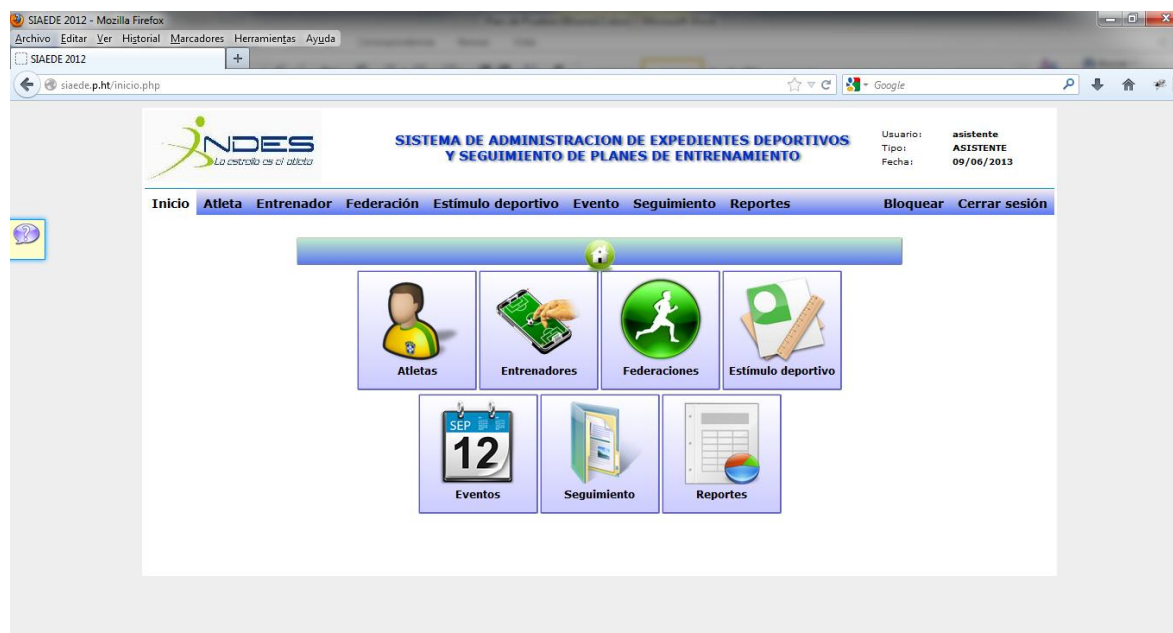 SIAEDE 2012 - Mozilla Firefox
Archivo Editar Ver Historial Marcadores Herramientas Ayuda
SIAEDE 2012 +
siaede.p.ht/inicio.php Google
INDES
La estrella es el atleta
SISTEMA DE ADMINISTRACION DE EXPEDIENTES DEPORTIVOS
Y SEGUIMIENTO DE PLANES DE ENTRENAMIENTO
Usuario: asistente
Tipo: ASISTENTE
Fecha: 09/06/2013
Inicio Atleta Entrenador Federación Estímulo deportivo Evento Seguimiento Reportes Bloquear Cerrar sesión
?
Atletas Entrenadores Federaciones Estímulo deportivo
SEP
12
Eventos Seguimiento Reportes